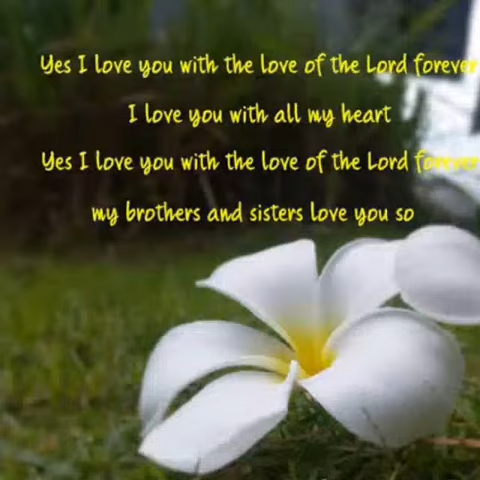 Yes I love you with the love of the Lord forever
I love you with all my heart
Yes I love you with the love of the Lord forever
my brothers and sisters love you so